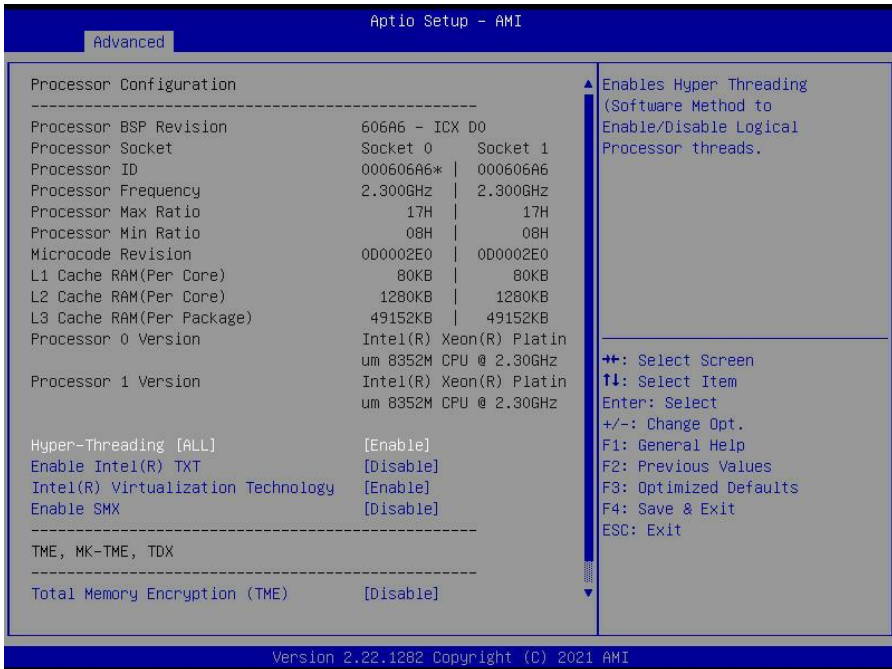 Aptio Setup – AMI
Advanced
Processor Configuration
--------------------------------------------------
Processor BSP Revision 606A6 – ICX D0
Processor Socket Socket 0 Socket 1
Processor ID 000606A6* | 000606A6
Processor Frequency 2.300GHz | 2.300GHz
Processor Max Ratio 17H | 17H
Processor Min Ratio 08H | 08H
Microcode Revision 0D0002E0 | 0D0002E0
L1 Cache RAM(Per Core) 80KB | 80KB
L2 Cache RAM(Per Core) 1280KB | 1280KB
L3 Cache RAM(Per Package) 49152KB | 49152KB
Processor 0 Version Intel(R) Xeon(R) Platin
um 8352M CPU @ 2.30GHz
Processor 1 Version Intel(R) Xeon(R) Platin
um 8352M CPU @ 2.30GHz
Hyper-Threading [ALL] [Enable]
Enable Intel(R) TXT [Disable]
Intel(R) Virtualization Technology [Enable]
Enable SMX [Disable]
--------------------------------------------------
TME, MK-TME, TDX
--------------------------------------------------
Total Memory Encryption (TME) [Disable]
Enables Hyper Threading
(Software Method to
Enable/Disable Logical
Processor threads.
→←: Select Screen
↑↓: Select Item
Enter: Select
+/-: Change Opt.
F1: General Help
F2: Previous Values
F3: Optimized Defaults
F4: Save & Exit
ESC: Exit
Version 2.22.1282 Copyright (C) 2021 AMI